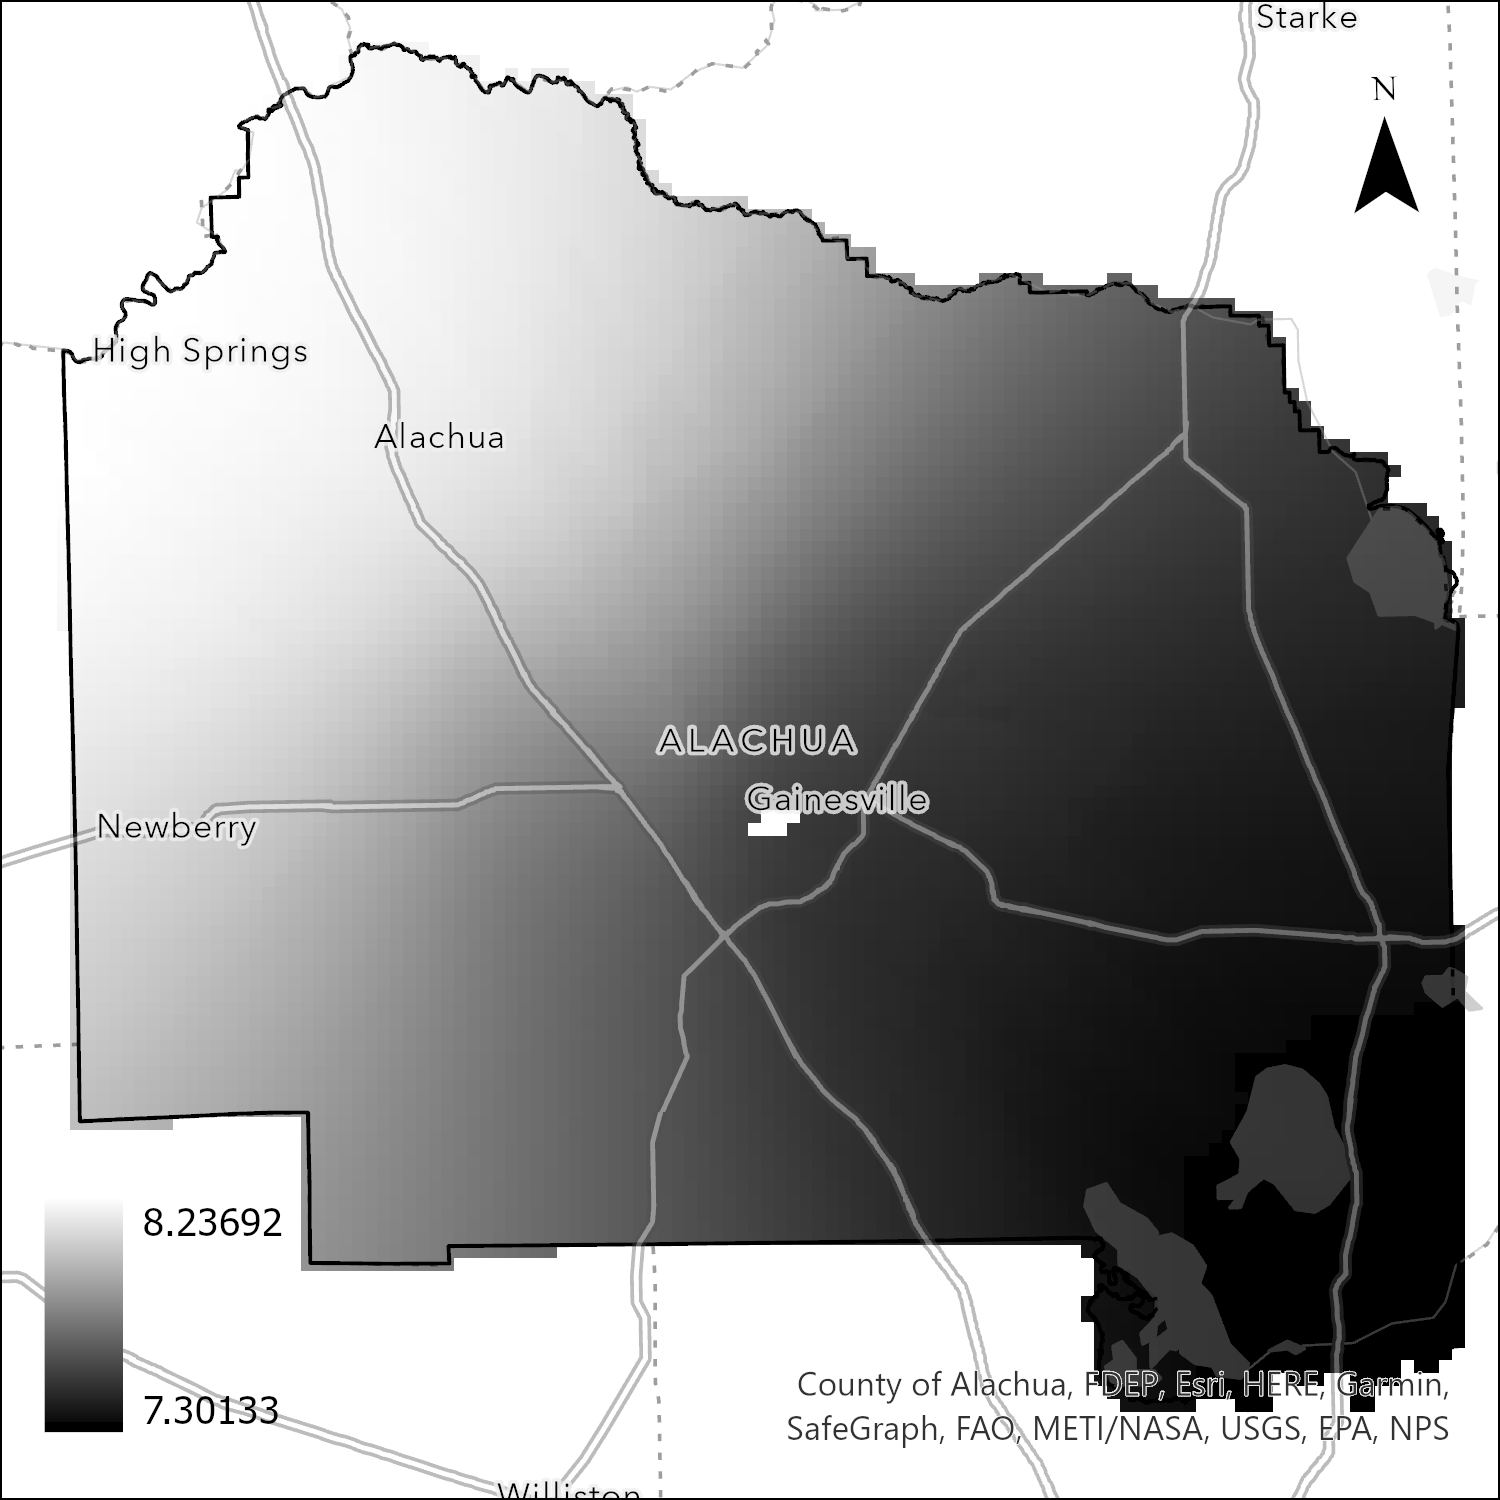 Starke
N
High Springs
Alachua
ALACHUA
Gainesville
Newberry
8.23692
7.30133
County of Alachua, FDEP, Esri, HERE, Garmin,
SafeGraph, FAO, METI/NASA, USGS, EPA, NPS
Williston